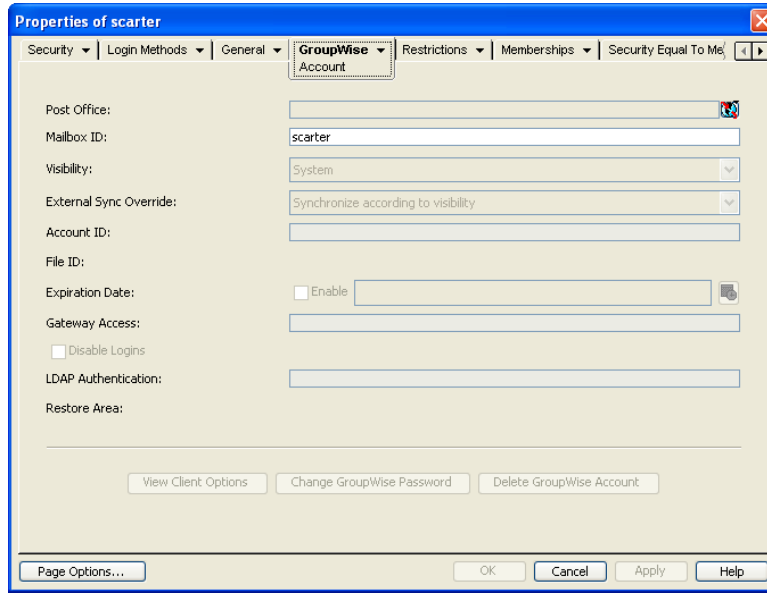 Properties of scarter
Security Login Methods General GroupWise Restrictions Memberships Security Equal To Me
Account
Post Office:
Mailbox ID: scarter
Visibility: System
External Sync Override: Synchronize according to visibility
Account ID:
File ID:
Expiration Date: Enable
Gateway Access:
Disable Logins
LDAP Authentication:
Restore Area:
View Client Options Change GroupWise Password Delete GroupWise Account
Page Options... OK Cancel Apply Help